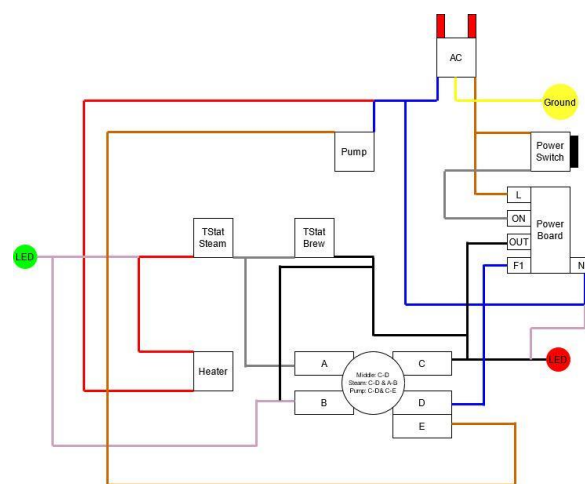 AC
Ground
Power
Switch
Pump
L
ON
Power
Board
OUT
F1
N
TStat
Steam
TStat
Brew
LED
Heater
A
B
Middle: C-D
Steam: C-D & A-B
Pump: C-D& C-E
C
D
E
LED